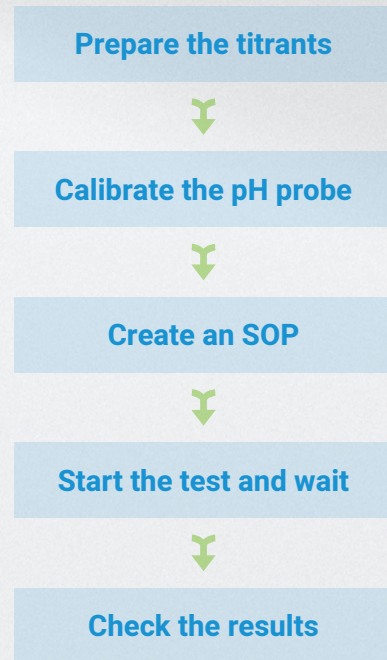 Prepare the titrants
Calibrate the pH probe
Create an SOP
Start the test and wait
Check the results